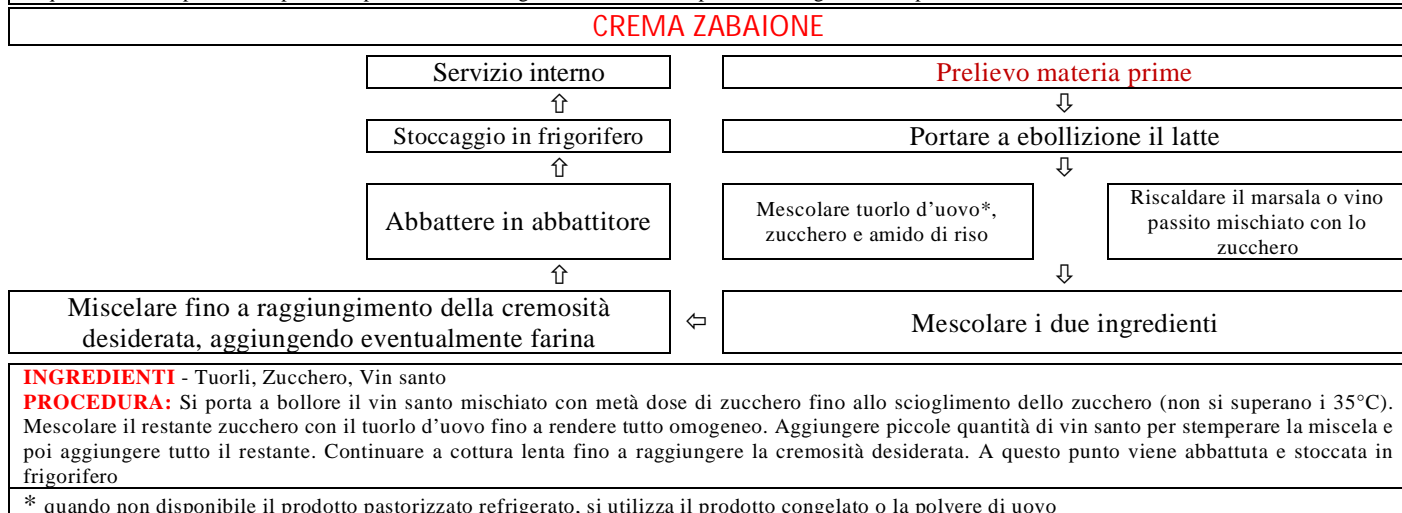 CREMA ZABAIONE
Servizio interno
Prelievo materia prime
⇧
⇩
Stoccaggio in frigorifero
Portare a ebollizione il latte
⇧
⇩
Abbattere in abbattitore
Mescolare tuorlo d'uovo*,
zucchero e amido di riso
Riscaldare il marsala o vino
passito mischiato con lo
zucchero
⇧
⇩
Miscelare fino a raggiungimento della cremosità
desiderata, aggiungendo eventualmente farina
⇦
Mescolare i due ingredienti
INGREDIENTI - Tuorli, Zucchero, Vin santo
PROCEDURA: Si porta a bollore il vin santo mischiato con metà dose di zucchero fino allo scioglimento dello zucchero (non si superano i 35°C).
Mescolare il restante zucchero con il tuorlo d'uovo fino a rendere tutto omogeneo. Aggiungere piccole quantità di vin santo per stemperare la miscela e
poi aggiungere tutto il restante. Continuare a cottura lenta fino a raggiungere la cremosità desiderata. A questo punto viene abbattuta e stoccata in
frigorifero
* quando non disponibile il prodotto pastorizzato refrigerato, si utilizza il prodotto congelato o la polvere di uovo